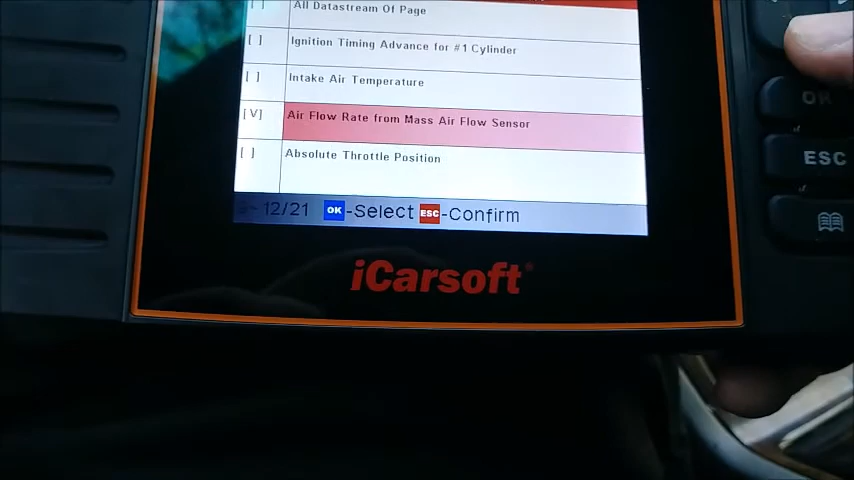 [ ] All Datastream Of Page
[ ] Ignition Timing Advance for #1 Cylinder
[ ] Intake Air Temperature
[V] Air Flow Rate from Mass Air Flow Sensor
[ ] Absolute Throttle Position
12/21 OK-Select ESC-Confirm
iCarsoft®
OK
ESC